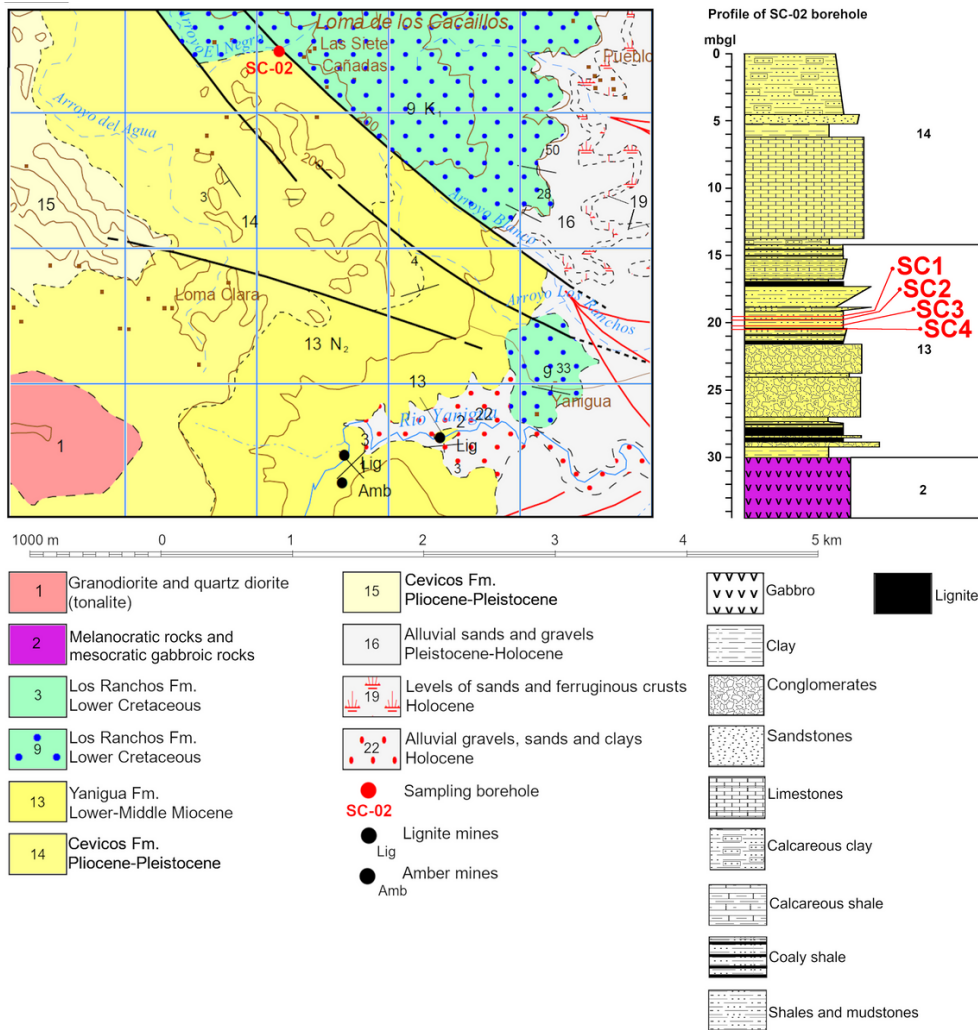 Loma de los Cacaillos
Arroyo El Negro
Las Siete
Cañadas
SC-02
Pueblo
Arroyo del Agua
9 K₁
200
200
50
28
15
3
14
16
19
Arroyo Blanco
4
Loma Clara
Arroyo Los Ranchos
13 N₂
13
9
33
Yanigua
Rio Yanigua
22
2
1
3
Lig
Lig
3
1
Amb
Profile of SC-02 borehole
mbgl
0
5
14
10
15
SC1
SC2
SC3
20
SC4
13
25
30
2
1000 m
0
1
2
3
4
5 km
1
Granodiorite and quartz diorite
(tonalite)
2
Melanocratic rocks and
mesocratic gabbroic rocks
3
Los Ranchos Fm.
Lower Cretaceous
9
Los Ranchos Fm.
Lower Cretaceous
13
Yanigua Fm.
Lower-Middle Miocene
14
Cevicos Fm.
Pliocene-Pleistocene
15
Cevicos Fm.
Pliocene-Pleistocene
16
Alluvial sands and gravels
Pleistocene-Holocene
19
Levels of sands and ferruginous crusts
Holocene
22
Alluvial gravels, sands and clays
Holocene
SC-02
Sampling borehole
Lig
Lignite mines
Amb
Amber mines
Gabbro
Lignite
Clay
Conglomerates
Sandstones
Limestones
Calcareous clay
Calcareous shale
Coaly shale
Shales and mudstones